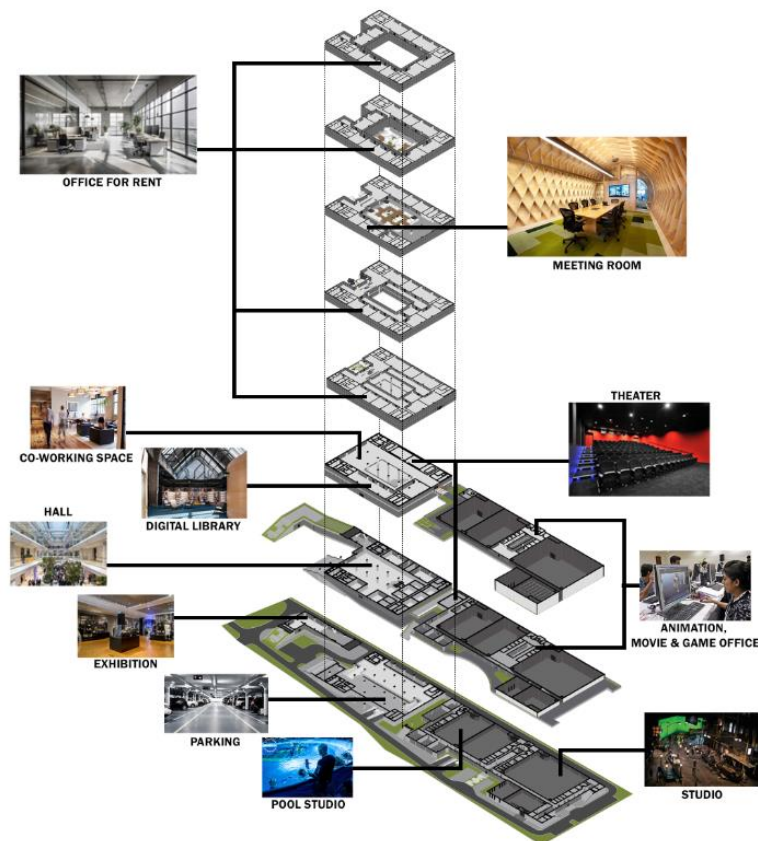 OFFICE FOR RENT
MEETING ROOM
THEATER
CO-WORKING SPACE
DIGITAL LIBRARY
HALL
EXHIBITION
ANIMATION,
MOVIE & GAME OFFICE
PARKING
POOL STUDIO
STUDIO